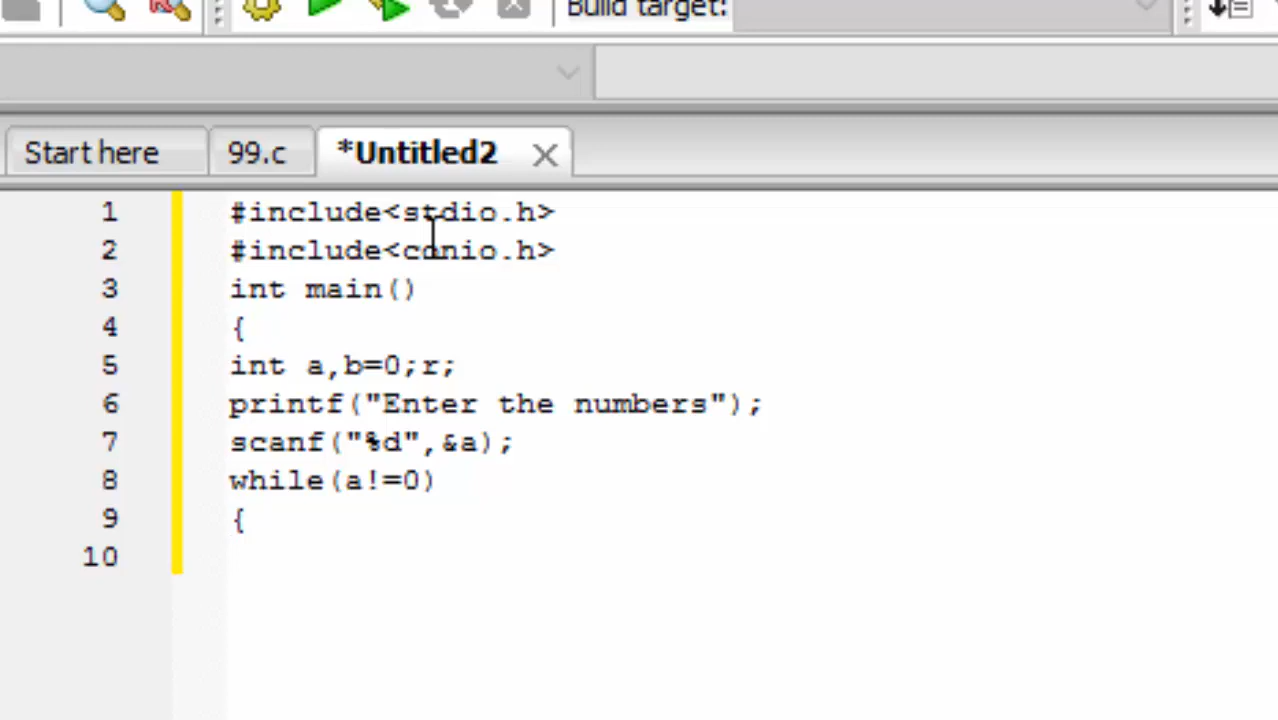 Build target:
Start here 99.c *Untitled2
1 #include<stdio.h>
2 #include<conio.h>
3 int main()
4 {
5 int a,b=0;r;
6 printf("Enter the numbers");
7 scanf("%d",&a);
8 while(a!=0)
9 {
10